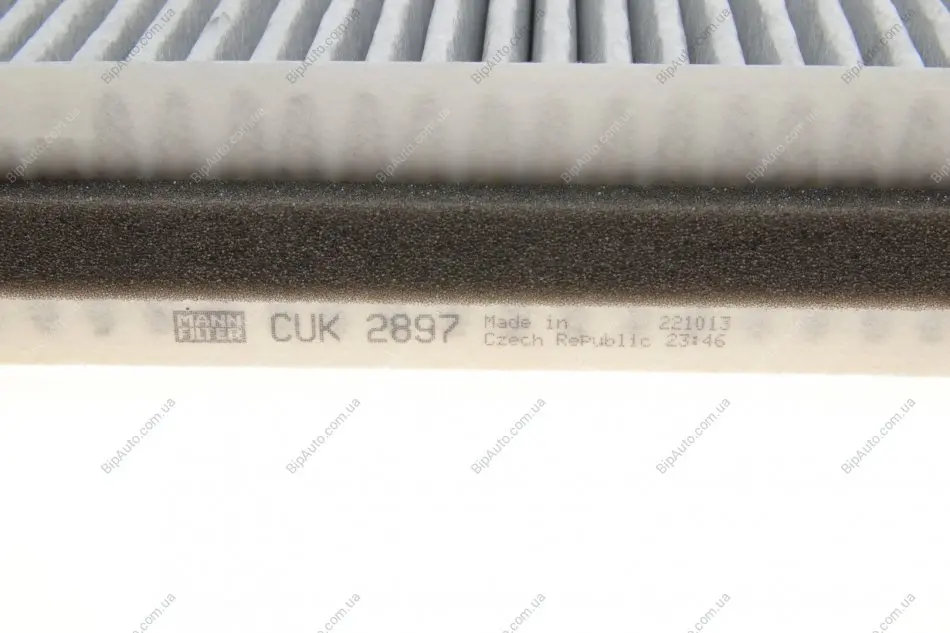 MANN
FILTER
CUK 2897
Made in 221013
Czech Republic 23:46
BipAuto.com.ua